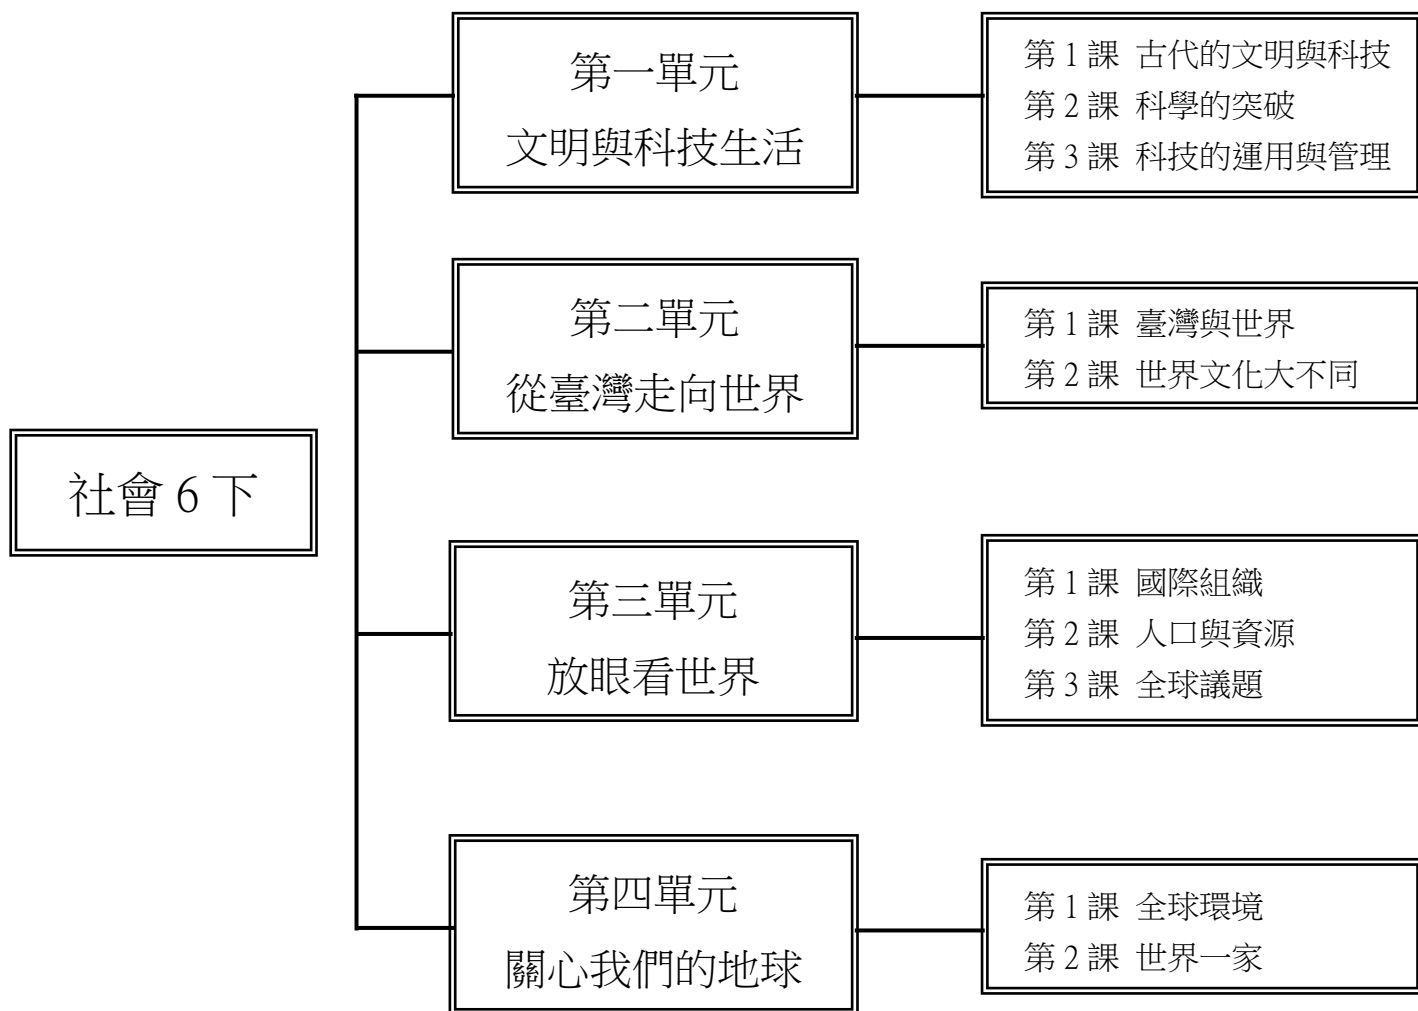 社會 6 下
第一單元
文明與科技生活
第 1 課 古代的文明與科技
第 2 課 科學的突破
第 3 課 科技的運用與管理
第二單元
從臺灣走向世界
第 1 課 臺灣與世界
第 2 課 世界文化大不同
第三單元
放眼看世界
第 1 課 國際組織
第 2 課 人口與資源
第 3 課 全球議題
第四單元
關心我們的地球
第 1 課 全球環境
第 2 課 世界一家